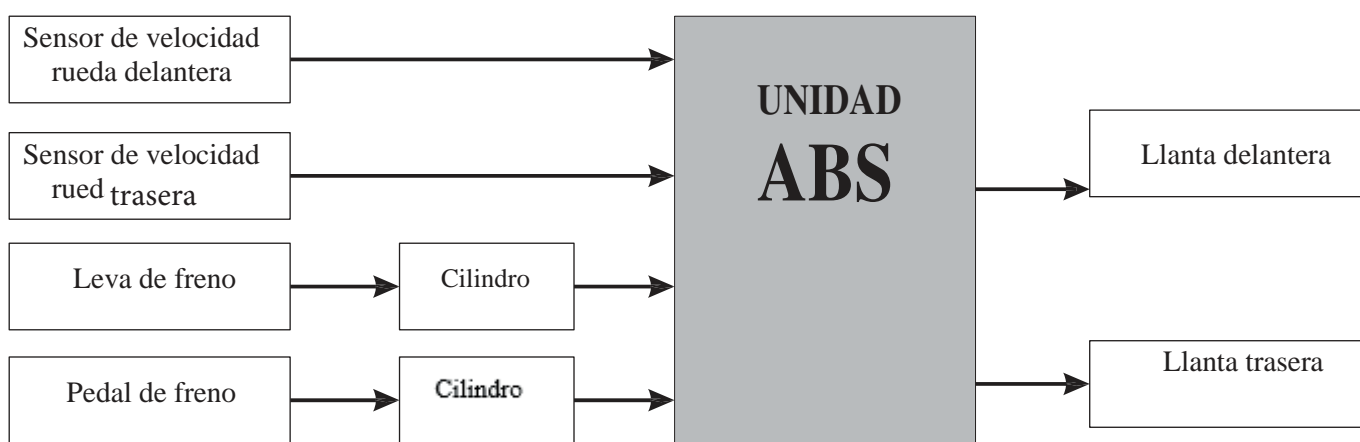 Sensor de velocidad
rueda delantera
Sensor de velocidad
rued trasera
Leva de freno
Cilindro
Pedal de freno
Cilindro
UNIDAD
ABS
Llanta delantera
Llanta trasera